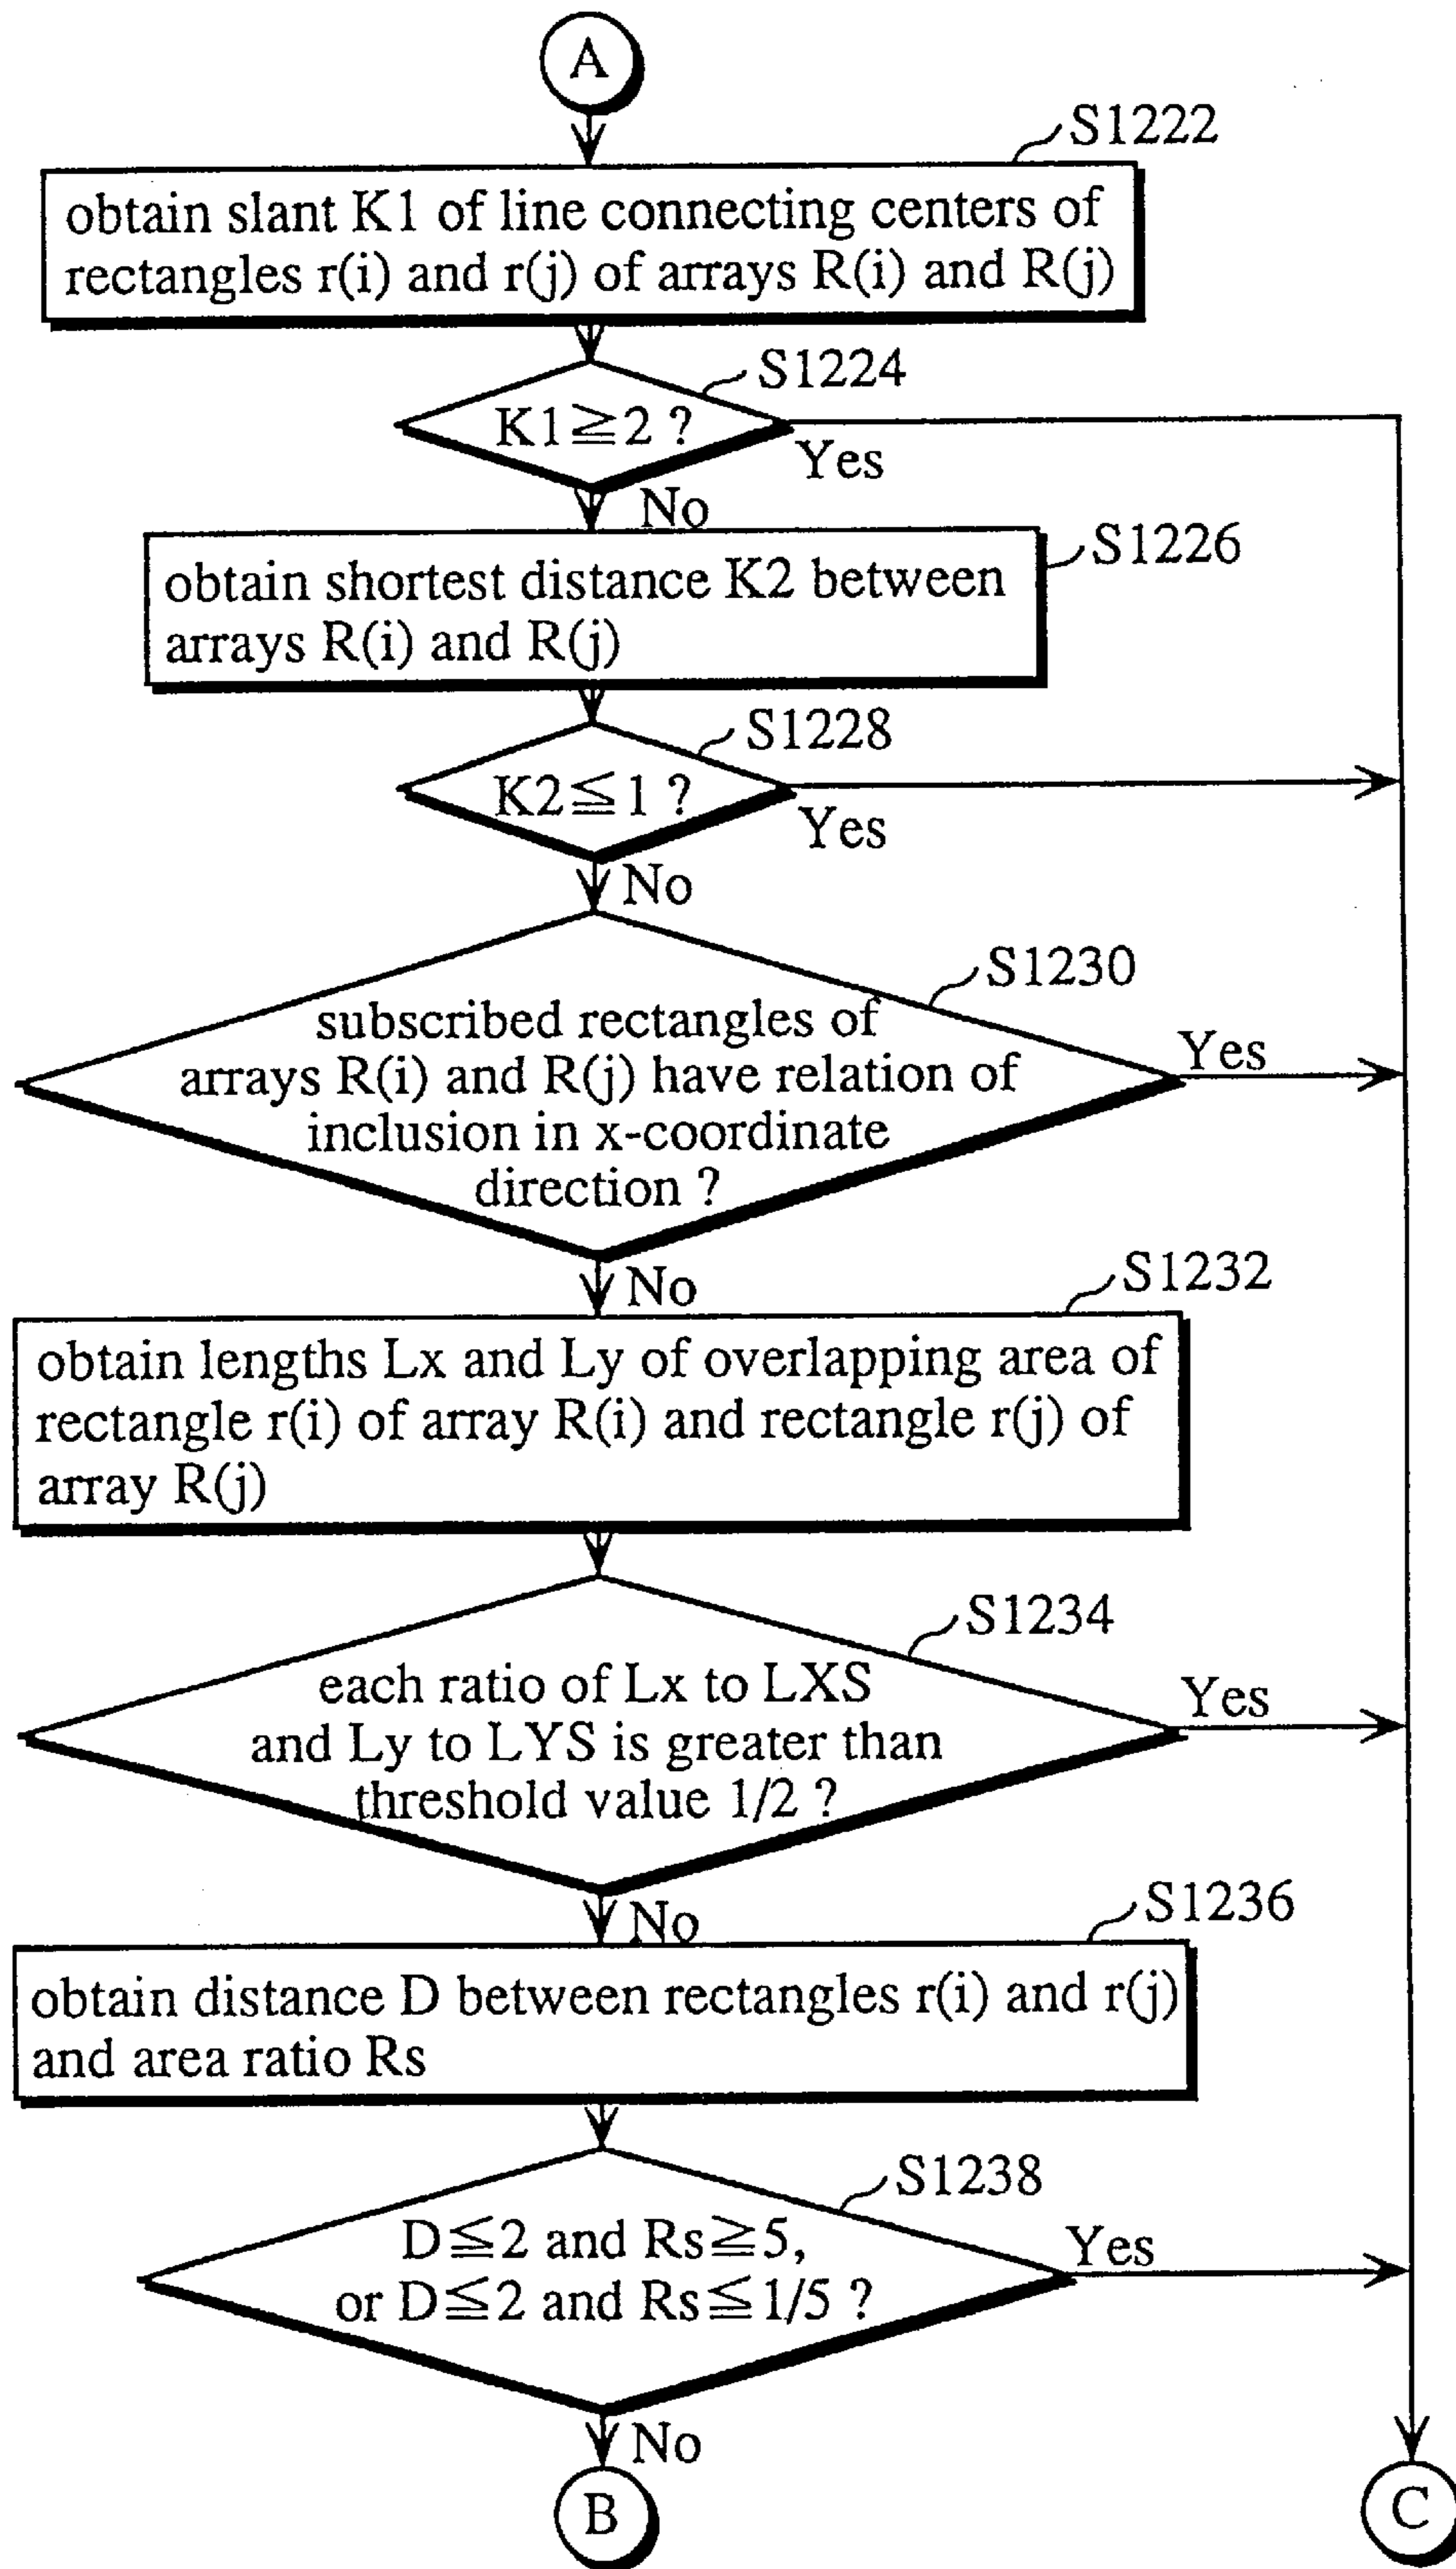 A
S1222
obtain slant K1 of line connecting centers of
rectangles r(i) and r(j) of arrays R(i) and R(j)
S1224
K1≧2 ?
Yes
No
S1226
obtain shortest distance K2 between
arrays R(i) and R(j)
S1228
K2≦1 ?
Yes
No
S1230
subscribed rectangles of
arrays R(i) and R(j) have relation of
inclusion in x-coordinate
direction ?
Yes
No
S1232
obtain lengths Lx and Ly of overlapping area of
rectangle r(i) of array R(i) and rectangle r(j) of
array R(j)
S1234
each ratio of Lx to LXS
and Ly to LYS is greater than
threshold value 1/2 ?
Yes
No
S1236
obtain distance D between rectangles r(i) and r(j)
and area ratio Rs
S1238
D≦2 and Rs≧5,
or D≦2 and Rs≦1/5 ?
Yes
No
B
C